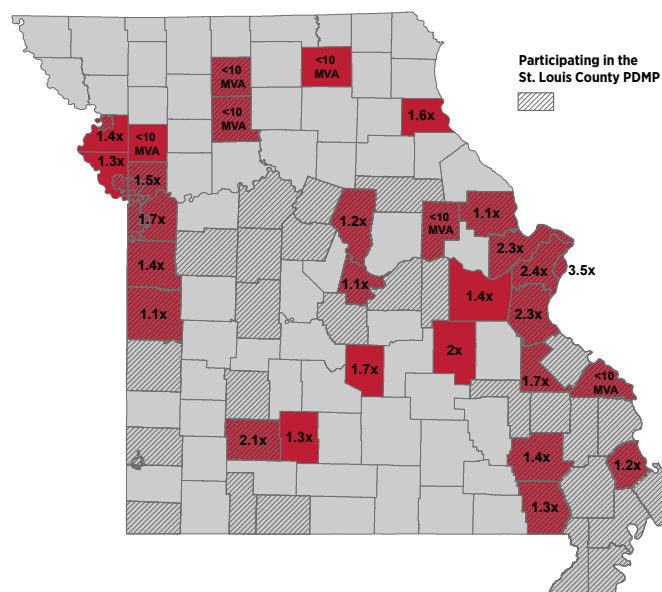 Participating in the
St. Louis County PDMP
<10
MVA
<10
MVA
<10
MVA
1.6x
1.4x
<10
MVA
1.3x
1.5x
1.7x
1.2x
<10
MVA
1.1x
2.3x
1.4x
2.4x
3.5x
1.1x
1.4x
1.1x
2.3x
2x
1.7x
1.7x
<10
MVA
2.1x
1.3x
1.4x
1.2x
1.3x